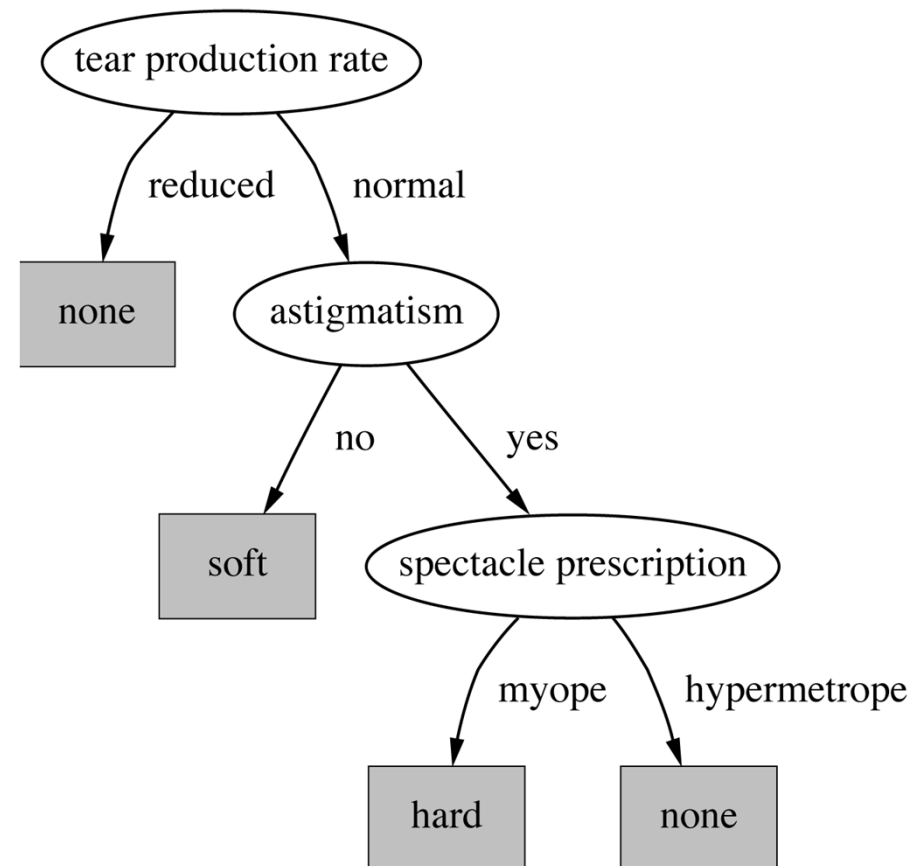 tear production rate
reduced
normal
none
astigmatism
no
yes
soft
spectacle prescription
myope
hypermetrope
hard
none